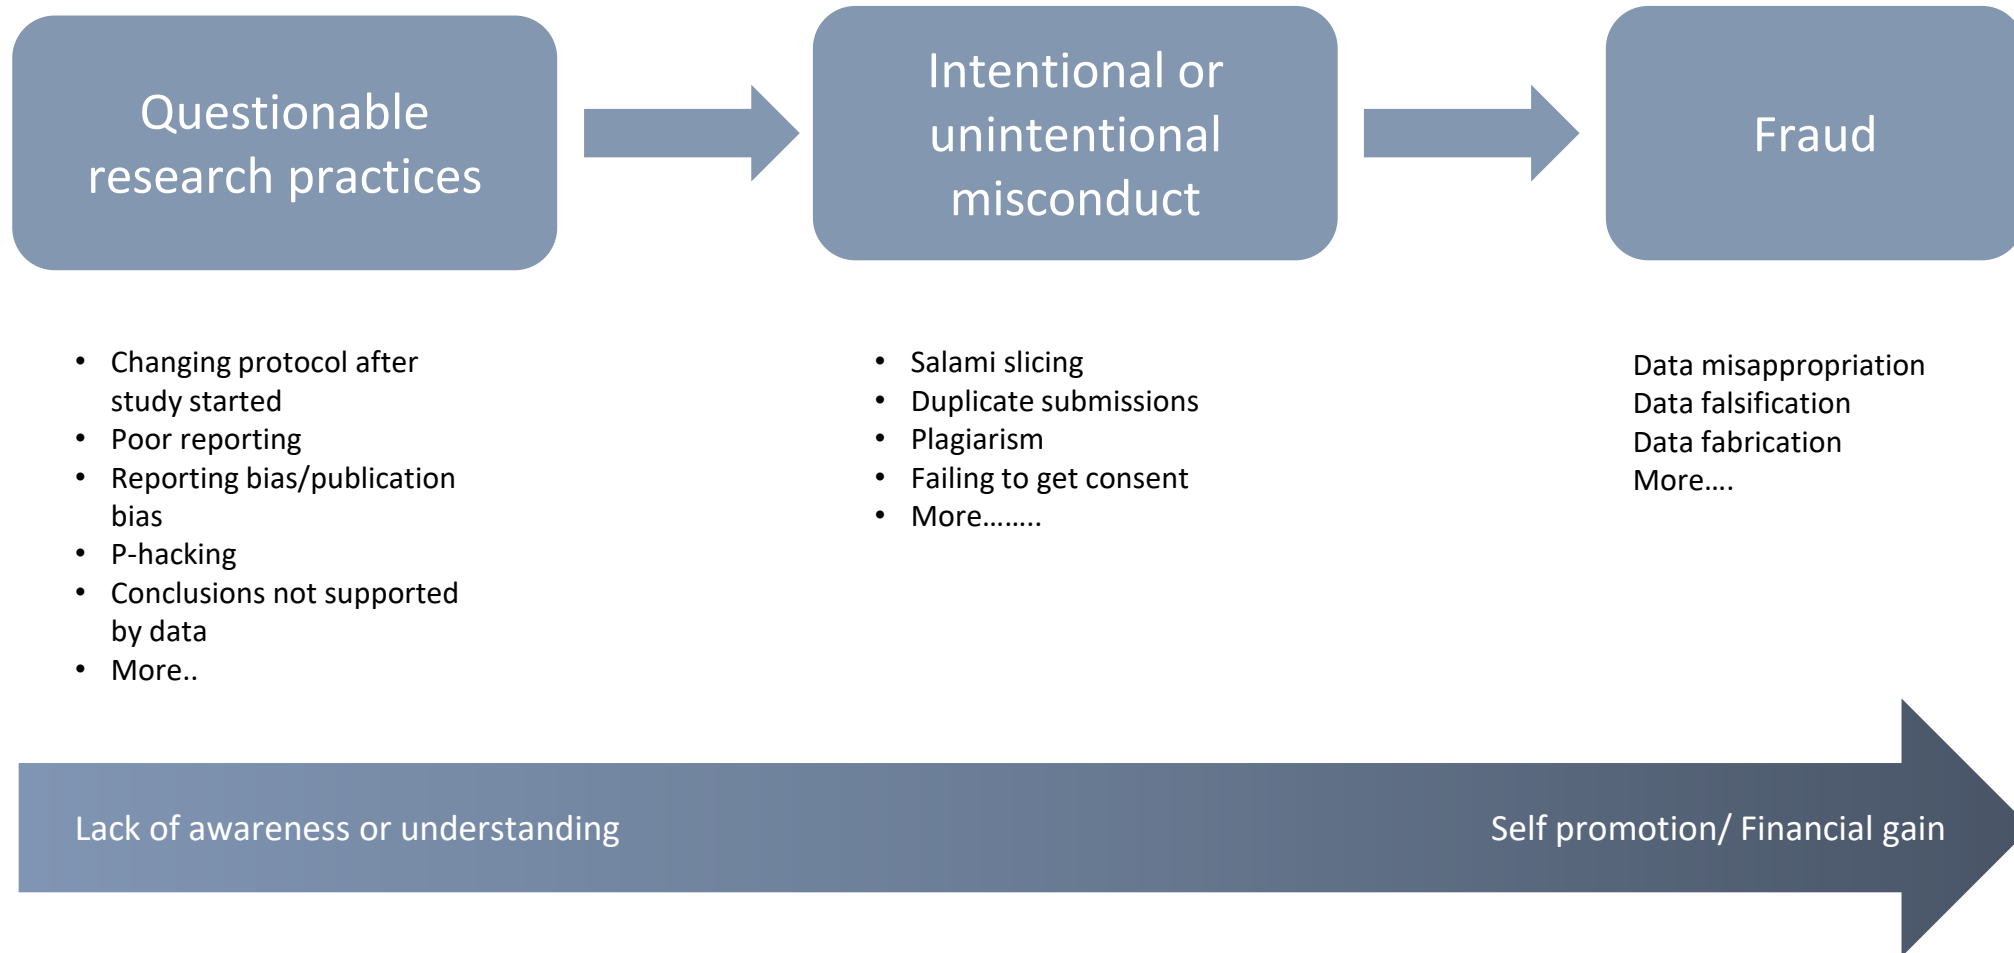 Questionable
research practices
Intentional or
unintentional
misconduct
Fraud
• Changing protocol after
study started
• Poor reporting
• Reporting bias/publication
bias
• P-hacking
• Conclusions not supported
by data
• More..
• Salami slicing
• Duplicate submissions
• Plagiarism
• Failing to get consent
• More……..
Data misappropriation
Data falsification
Data fabrication
More….
Lack of awareness or understanding
Self promotion/ Financial gain